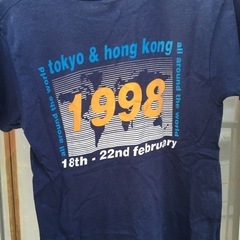 tokyo & hong kong
all around the world
1998
all around the world
18th - 22nd february